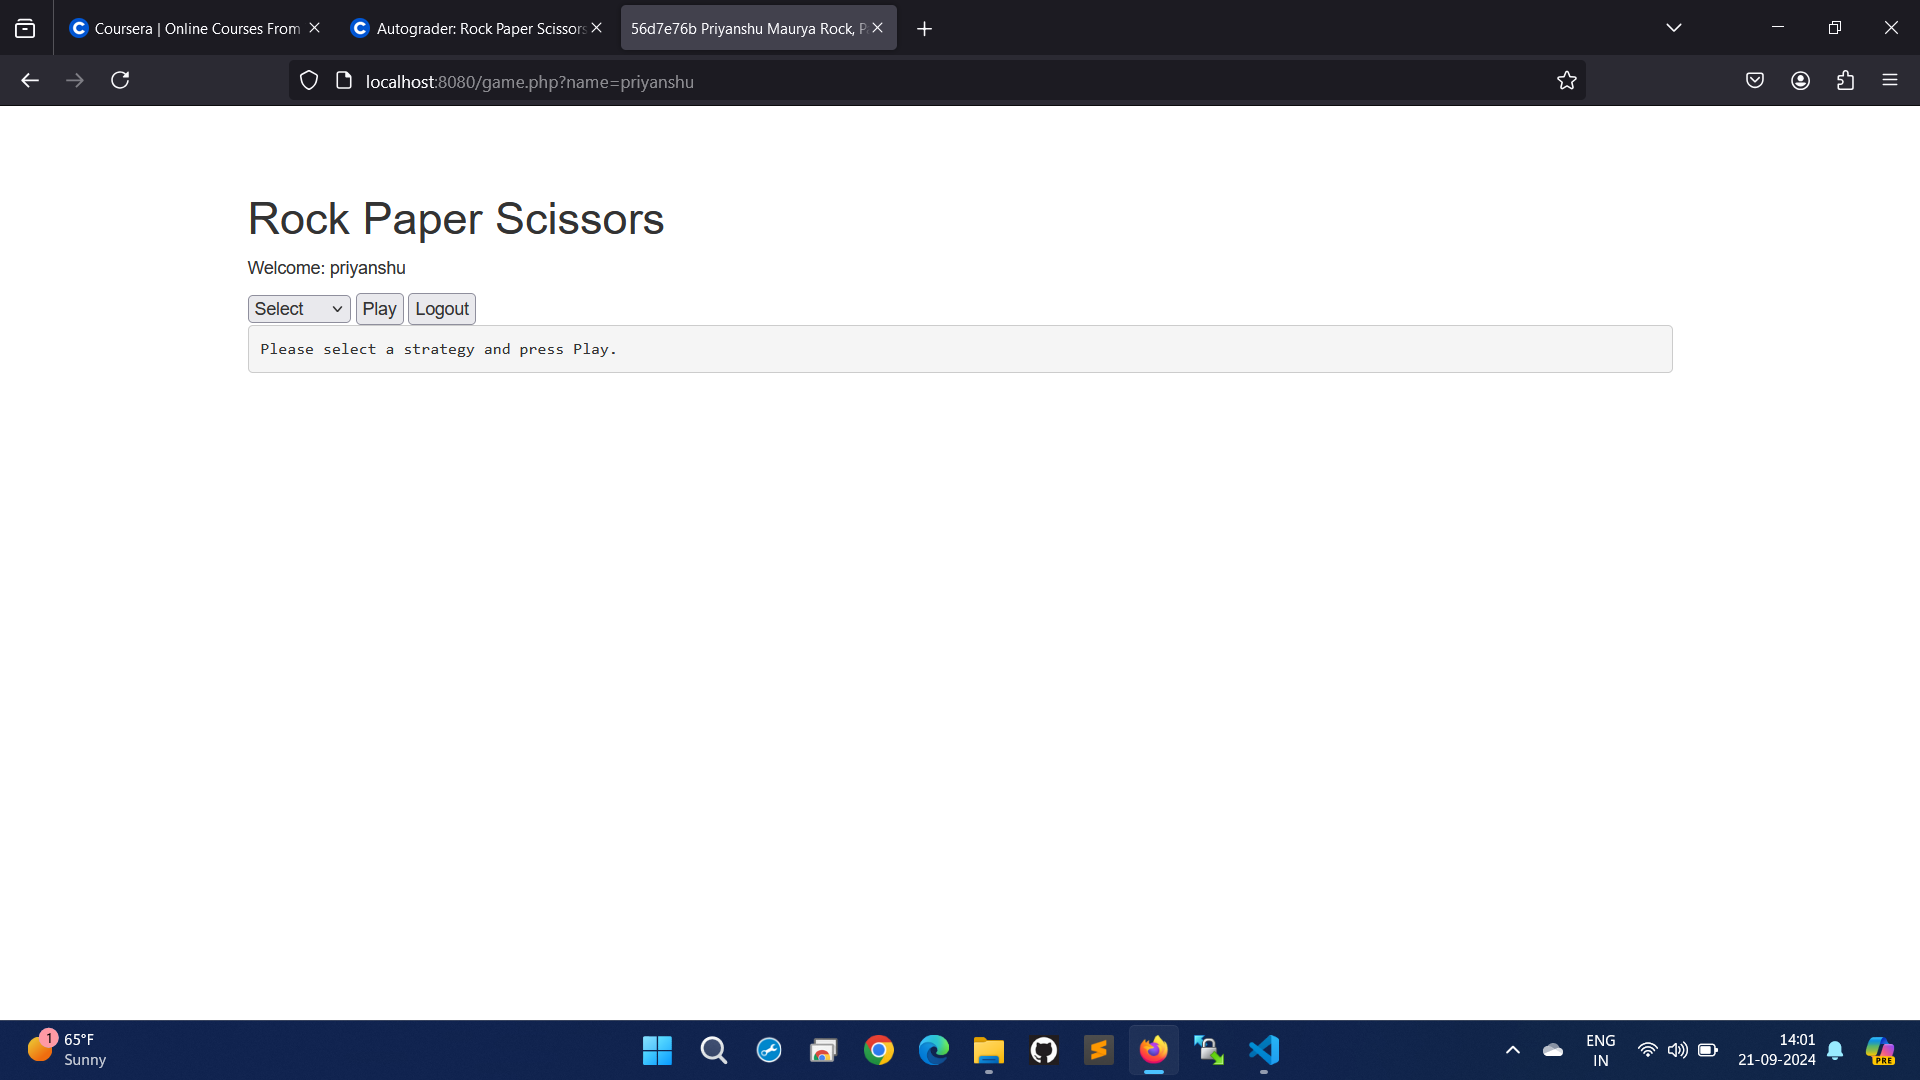 Coursera | Online Courses From
Autograder: Rock Paper Scissors
56d7e76b Priyanshu Maurya Rock, P
localhost:8080/game.php?name=priyanshu
Rock Paper Scissors
Welcome: priyanshu
Select
Play
Logout
Please select a strategy and press Play.
1
65°F
Sunny
ENG
IN
14:01
21-09-2024
PRE